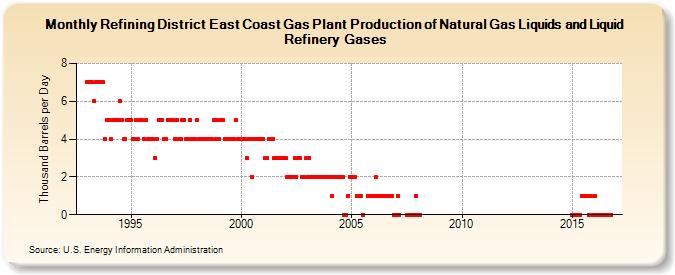 Monthly Refining District East Coast Gas Plant Production of Natural Gas Liquids and Liquid
Refinery Gases
Thousand Barrels per Day
8
6
4
2
0
1995 2000 2005 2010 2015
Source: U.S. Energy Information Administration